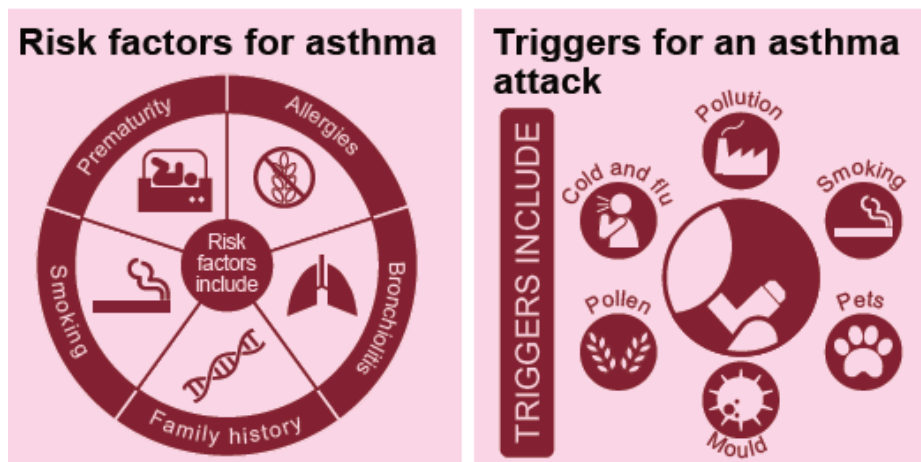 Risk factors for asthma
Prematurity
Allergies
Smoking
Risk
factors
include
Bronchiolitis
Family history
Triggers for an asthma
attack
TRIGGERS INCLUDE
Pollution
Cold and flu
Smoking
Pollen
Pets
Mould